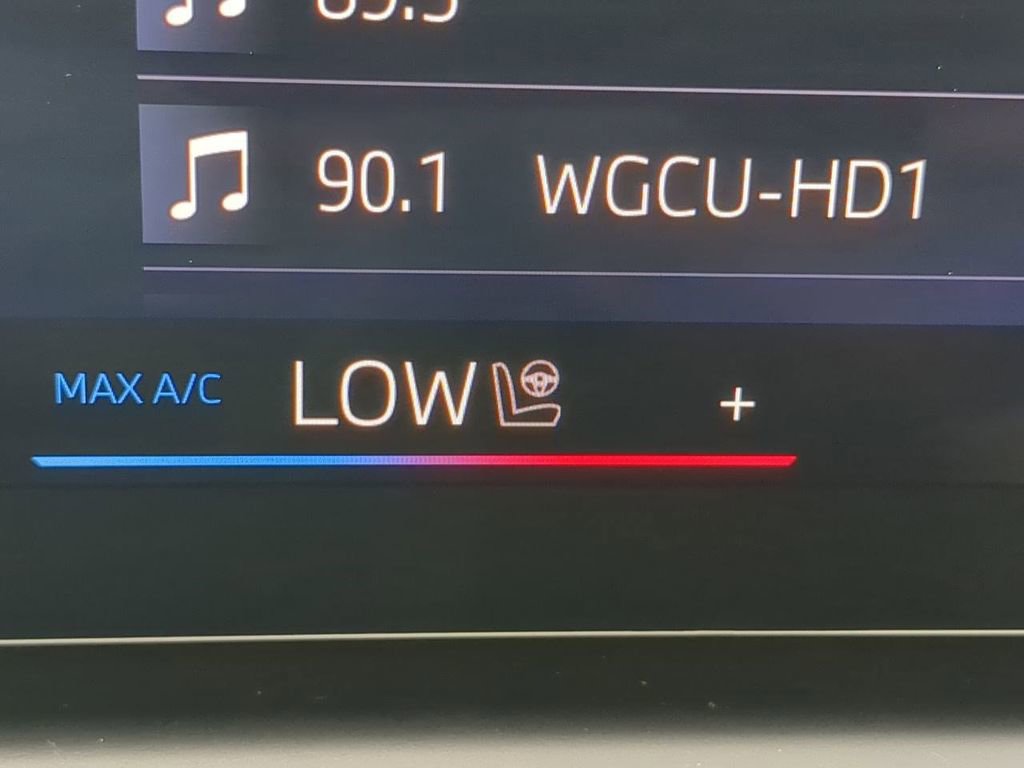 90.1 WGCU-HD1
MAX A/C LOW +